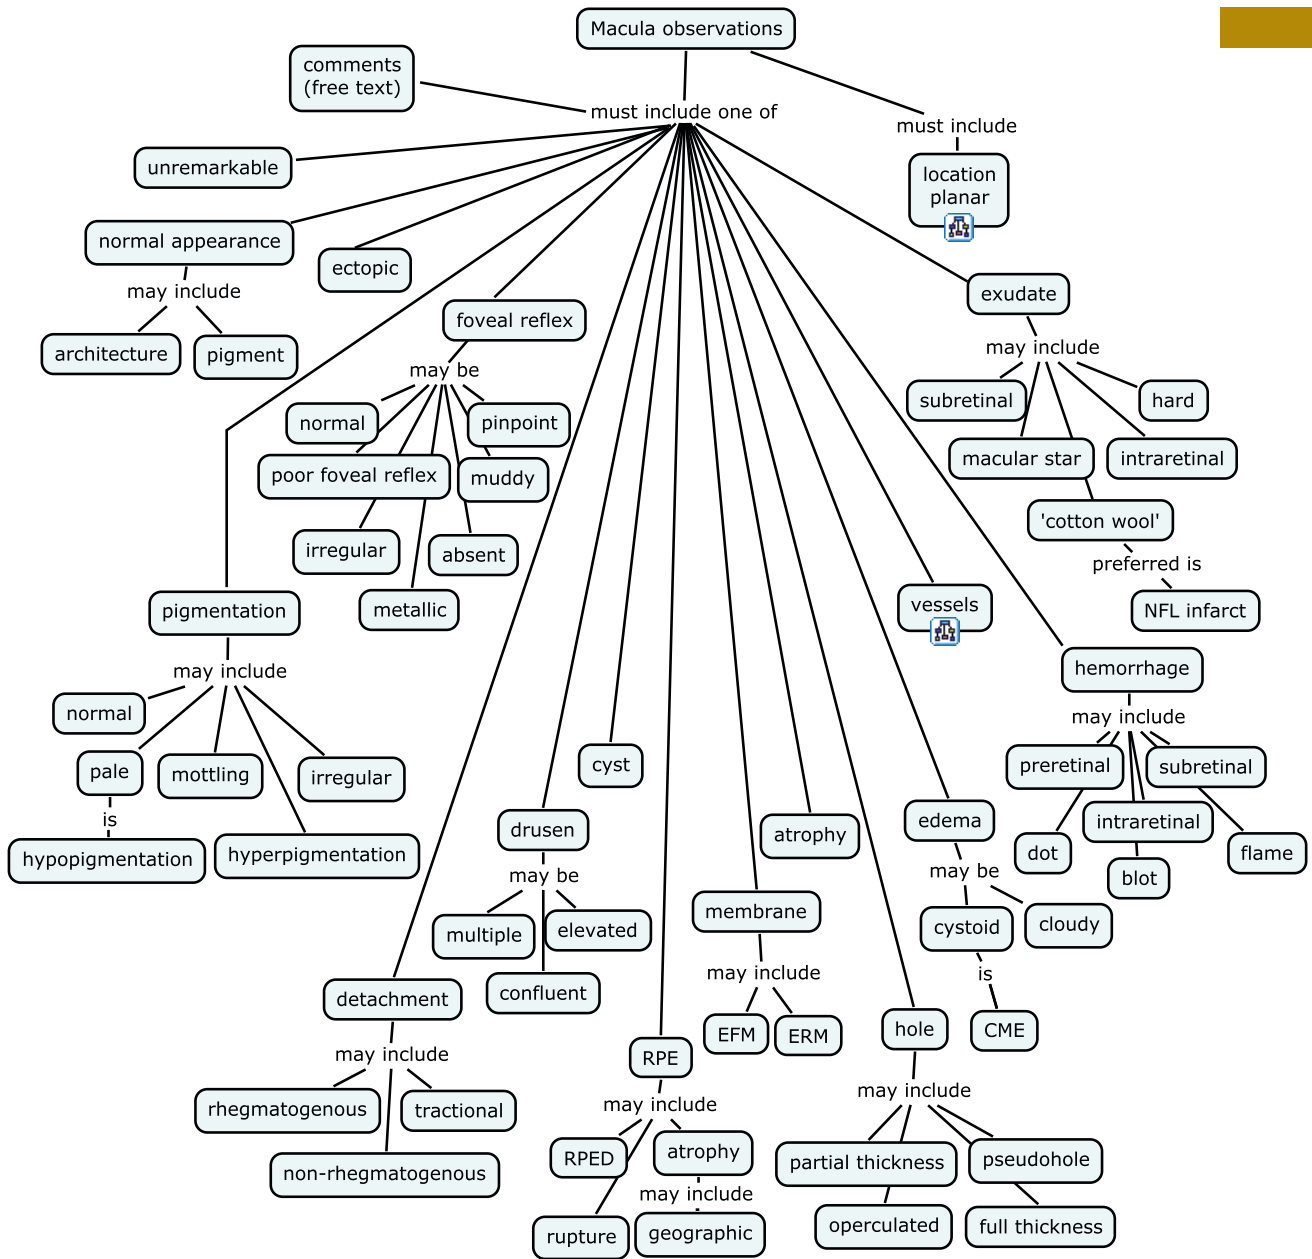 Macula observations
comments
(free text)
must include one of
must include
unremarkable
location
planar
normal appearance
ectopic
may include
exudate
foveal reflex
architecture
pigment
may include
may be
subretinal
hard
normal
pinpoint
macular star
intraretinal
poor foveal reflex
muddy
'cotton wool'
irregular
absent
preferred is
metallic
NFL infarct
pigmentation
vessels
may include
hemorrhage
normal
may include
pale
mottling
irregular
cyst
preretinal
subretinal
is
drusen
atrophy
edema
intraretinal
hypopigmentation
hyperpigmentation
dot
flame
may be
may be
blot
multiple
elevated
membrane
cystoid
cloudy
confluent
may include
is
detachment
EFM
ERM
hole
CME
may include
RPE
may include
rhegmatogenous
tractional
may include
non-rhegmatogenous
RPED
atrophy
partial thickness
pseudohole
may include
rupture
geographic
operculated
full thickness